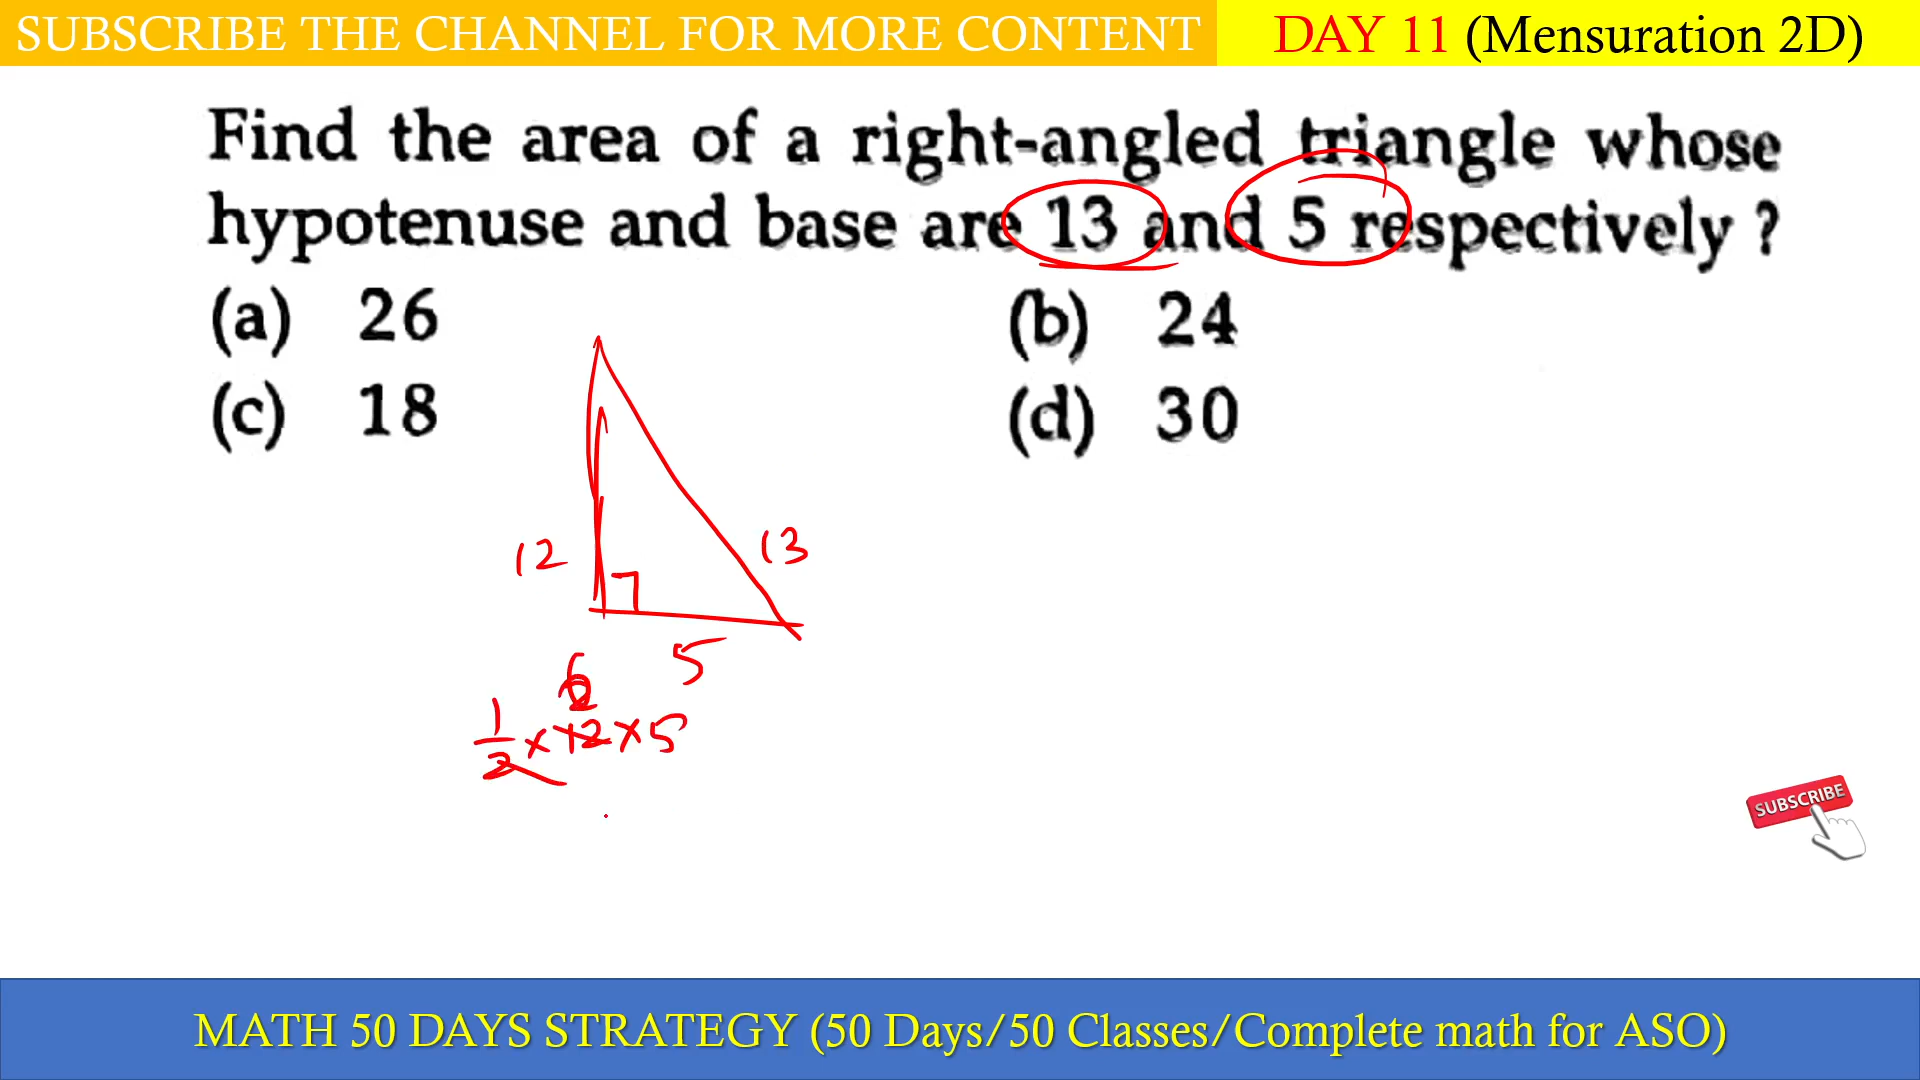 SUBSCRIBE THE CHANNEL FOR MORE CONTENT
DAY 11 (Mensuration 2D)
Find the area of a right-angled triangle whose
hypotenuse and base are 13 and 5 respectively ?
(a) 26 (b) 24
(c) 18 (d) 30
12
13
5
6
1/2 × 12 × 5
SUBSCRIBE
MATH 50 DAYS STRATEGY (50 Days/50 Classes/Complete math for ASO)